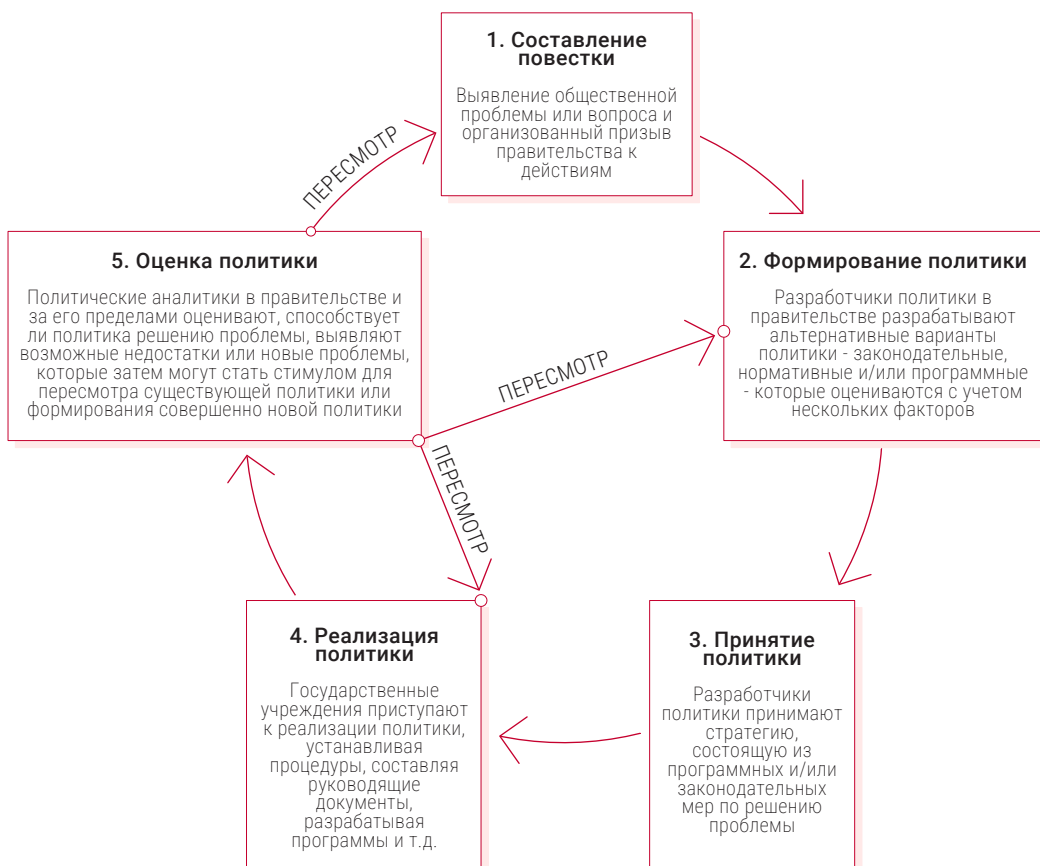 1. Составление
повестки
Выявление общественной
проблемы или вопроса и
организованный призыв
правительства к
действиям
ПЕРЕСМОТР
2. Формирование политики
Разработчики политики в
правительстве разрабатывают
альтернативные варианты
политики - законодательные,
нормативные и/или программные
- которые оцениваются с учетом
нескольких факторов
5. Оценка политики
Политические аналитики в правительстве и
за его пределами оценивают, способствует
ли политика решению проблемы, выявляют
возможные недостатки или новые проблемы,
которые затем могут стать стимулом для
пересмотра существующей политики или
формирования совершенно новой политики
ПЕРЕСМОТР
ПЕРЕСМОТР
3. Принятие
политики
Разработчики
политики принимают
стратегию,
состоящую из
программных и/или
законодательных
мер по решению
проблемы
4. Реализация
политики
Государственные
учреждения приступают
к реализации политики,
устанавливая
процедуры, составляя
руководящие
документы,
разрабатывая
программы и т.д.